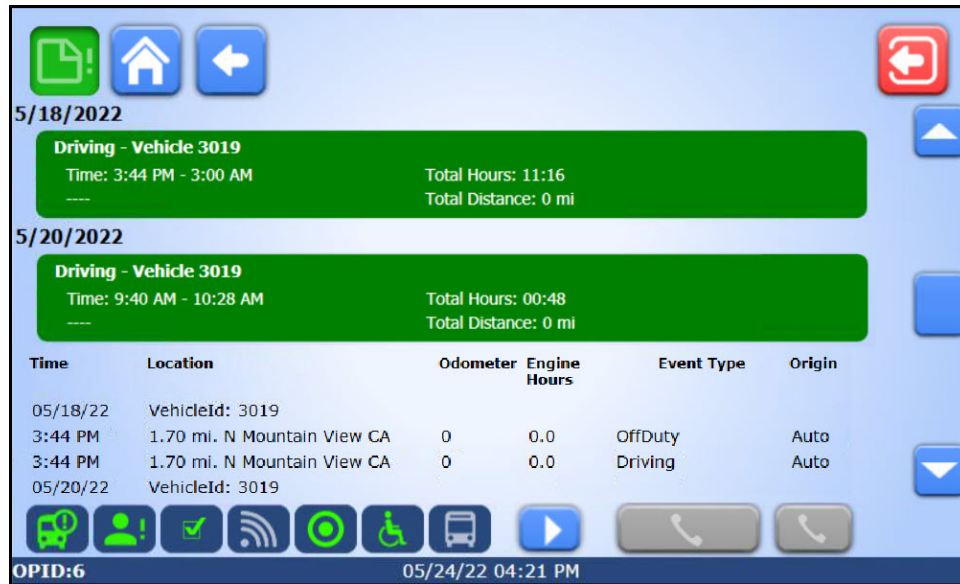 5/18/2022
Driving - Vehicle 3019
Time: 3:44 PM - 3:00 AM Total Hours: 11:16
---- Total Distance: 0 mi
5/20/2022
Driving - Vehicle 3019
Time: 9:40 AM - 10:28 AM Total Hours: 00:48
---- Total Distance: 0 mi
Time Location Odometer Engine Hours Event Type Origin
05/18/22 VehicleId: 3019
3:44 PM 1.70 mi. N Mountain View CA 0 0.0 OffDuty Auto
3:44 PM 1.70 mi. N Mountain View CA 0 0.0 Driving Auto
05/20/22 VehicleId: 3019
OPID:6 05/24/22 04:21 PM